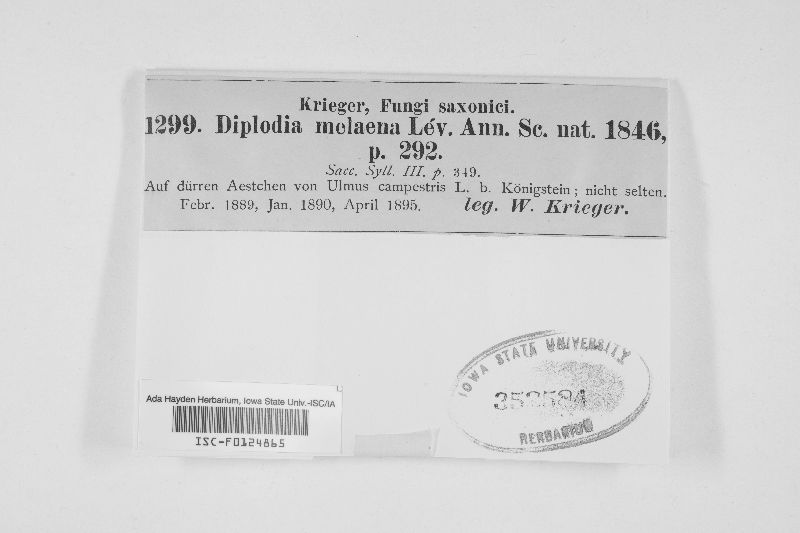 Krieger, Fungi saxonici.
1299. Diplodia melaena Lév. Ann. Sc. nat. 1846,
p. 292.
Sacc. Syll. III. p. 349.
Auf dürren Aestchen von Ulmus campestris L. b. Königstein; nicht selten.
Febr. 1889, Jan. 1890, April 1895. leg. W. Krieger.
IOWA STATE UNIVERSITY
358584
HERBARIUM
Ada Hayden Herbarium, Iowa State Univ.-ISC/IA
ISC-F0124865